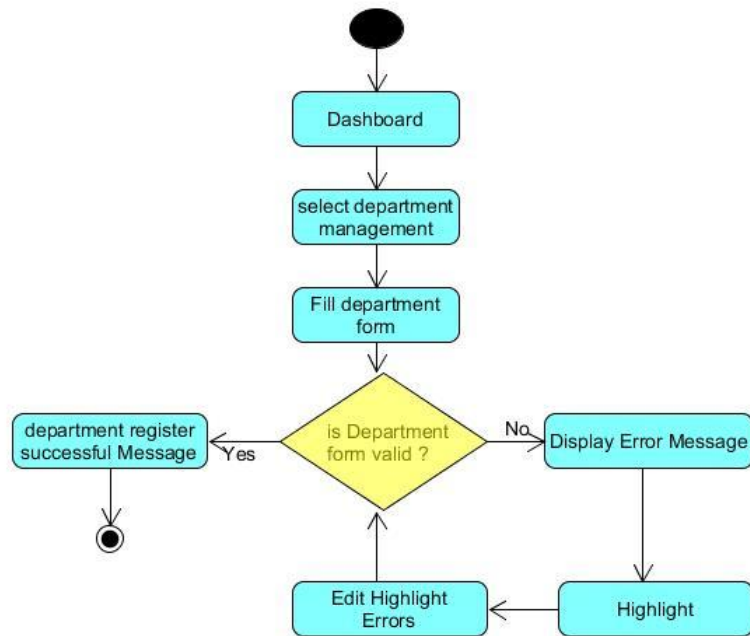 Dashboard
select department
management
Fill department
form
is Department
form valid ?
Yes
No
department register
successful Message
Display Error Message
Highlight
Edit Highlight
Errors